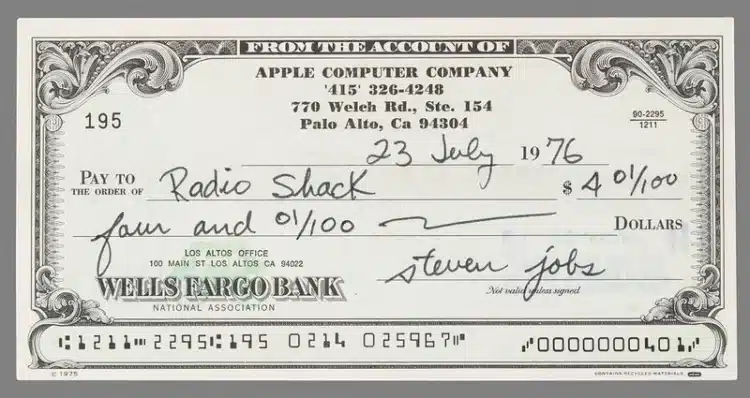 FROM THE ACCOUNT OF
APPLE COMPUTER COMPANY
'415' 326-4248
770 Welch Rd., Ste. 154
Palo Alto, Ca 94304
195
90-2295
1211
23 July 1976
PAY TO
THE ORDER OF Radio Shack $ 4 01/100
four and 01/100 DOLLARS
LOS ALTOS OFFICE
100 MAIN ST LOS ALTOS CA 94022
WELLS FARGO BANK
NATIONAL ASSOCIATION
steven jobs
Not valid unless signed
⑆1211⑉2295⑆195 0214 025967⑈ ⑇0000000401⑇
© 1975
CONTAINS RECYCLED MATERIALS